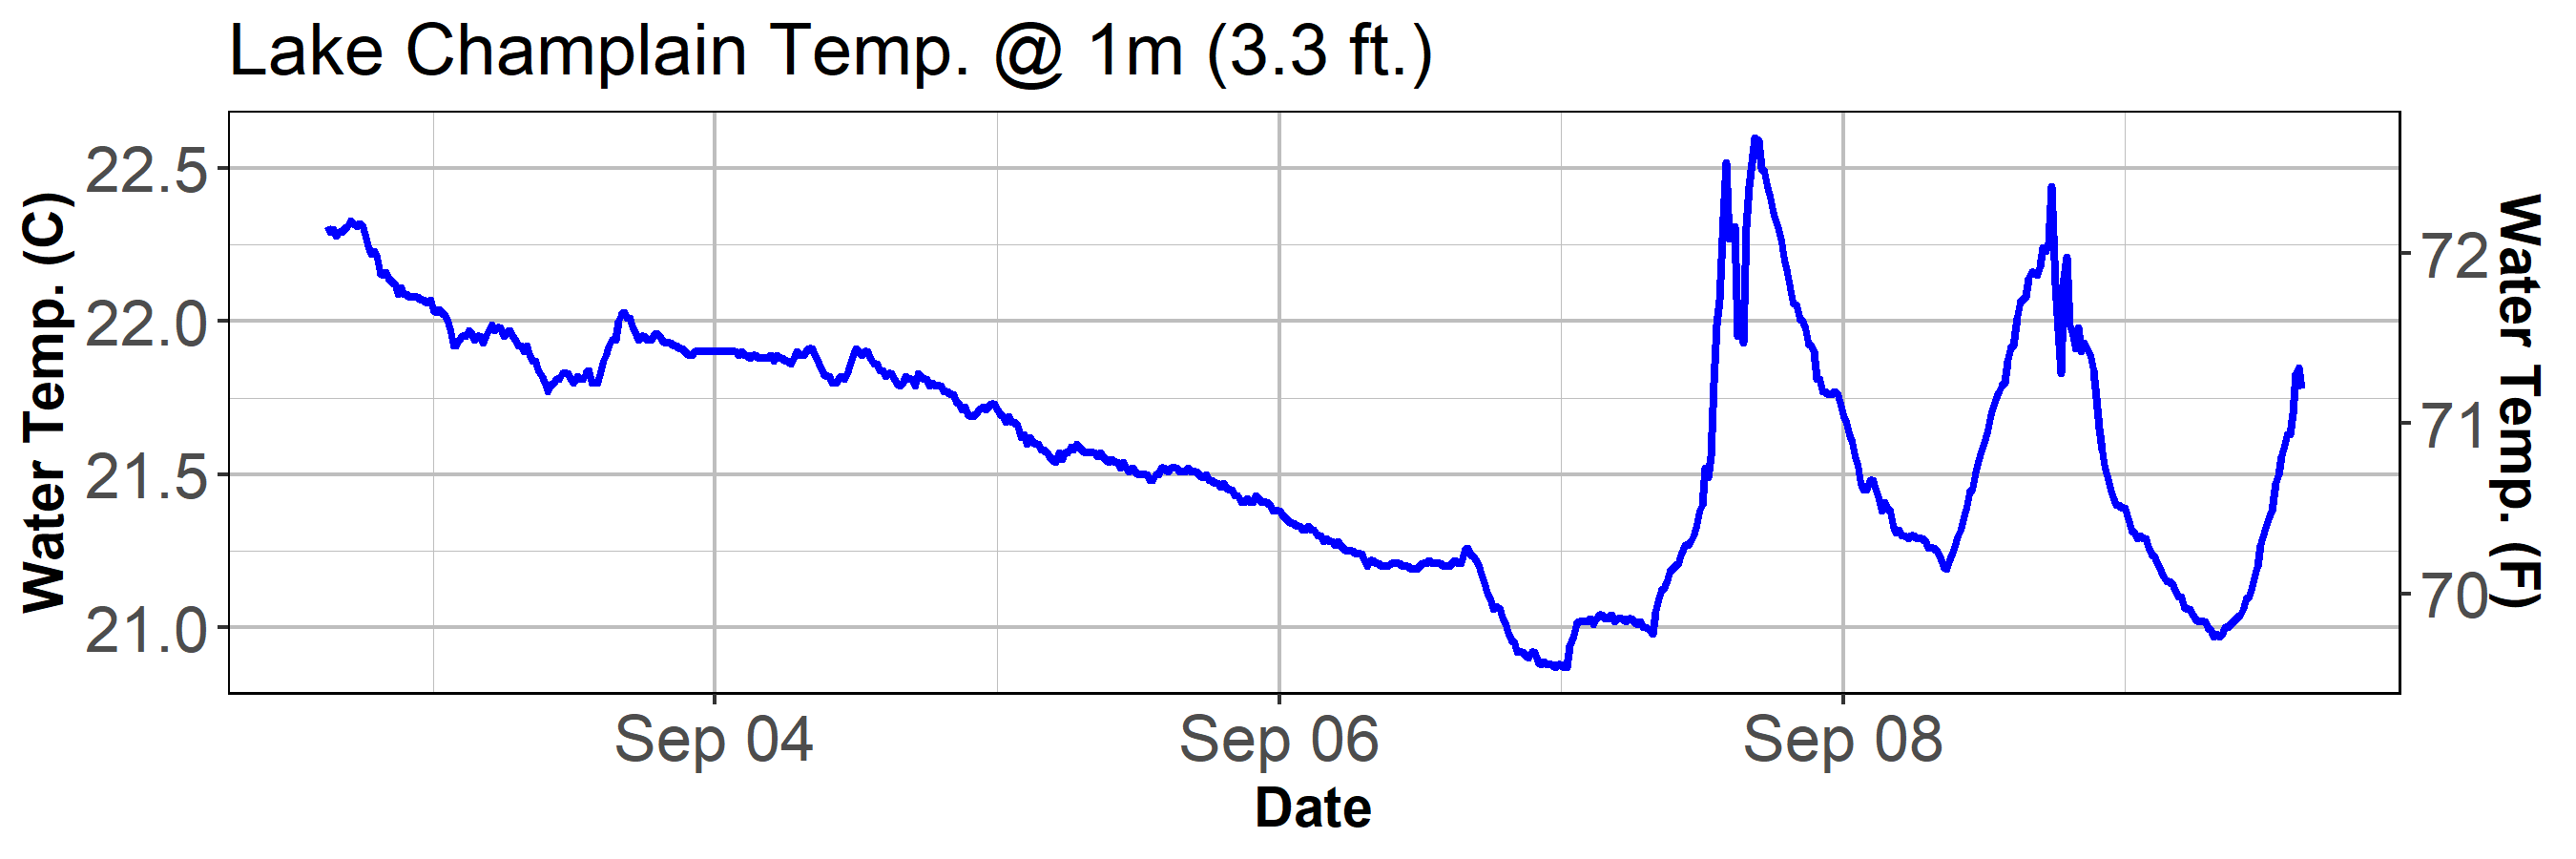 Lake Champlain Temp. @ 1m (3.3 ft.)
Water Temp. (C)
22.5
22.0
21.5
21.0
72
71
70
Water Temp. (F)
Sep 04
Sep 06
Sep 08
Date